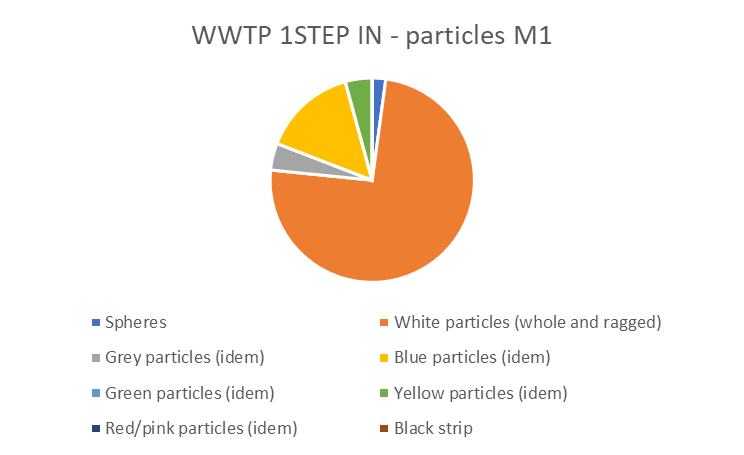 WWTP 1STEP IN - particles M1
Spheres
White particles (whole and ragged)
Grey particles (idem)
Blue particles (idem)
Green particles (idem)
Yellow particles (idem)
Red/pink particles (idem)
Black strip